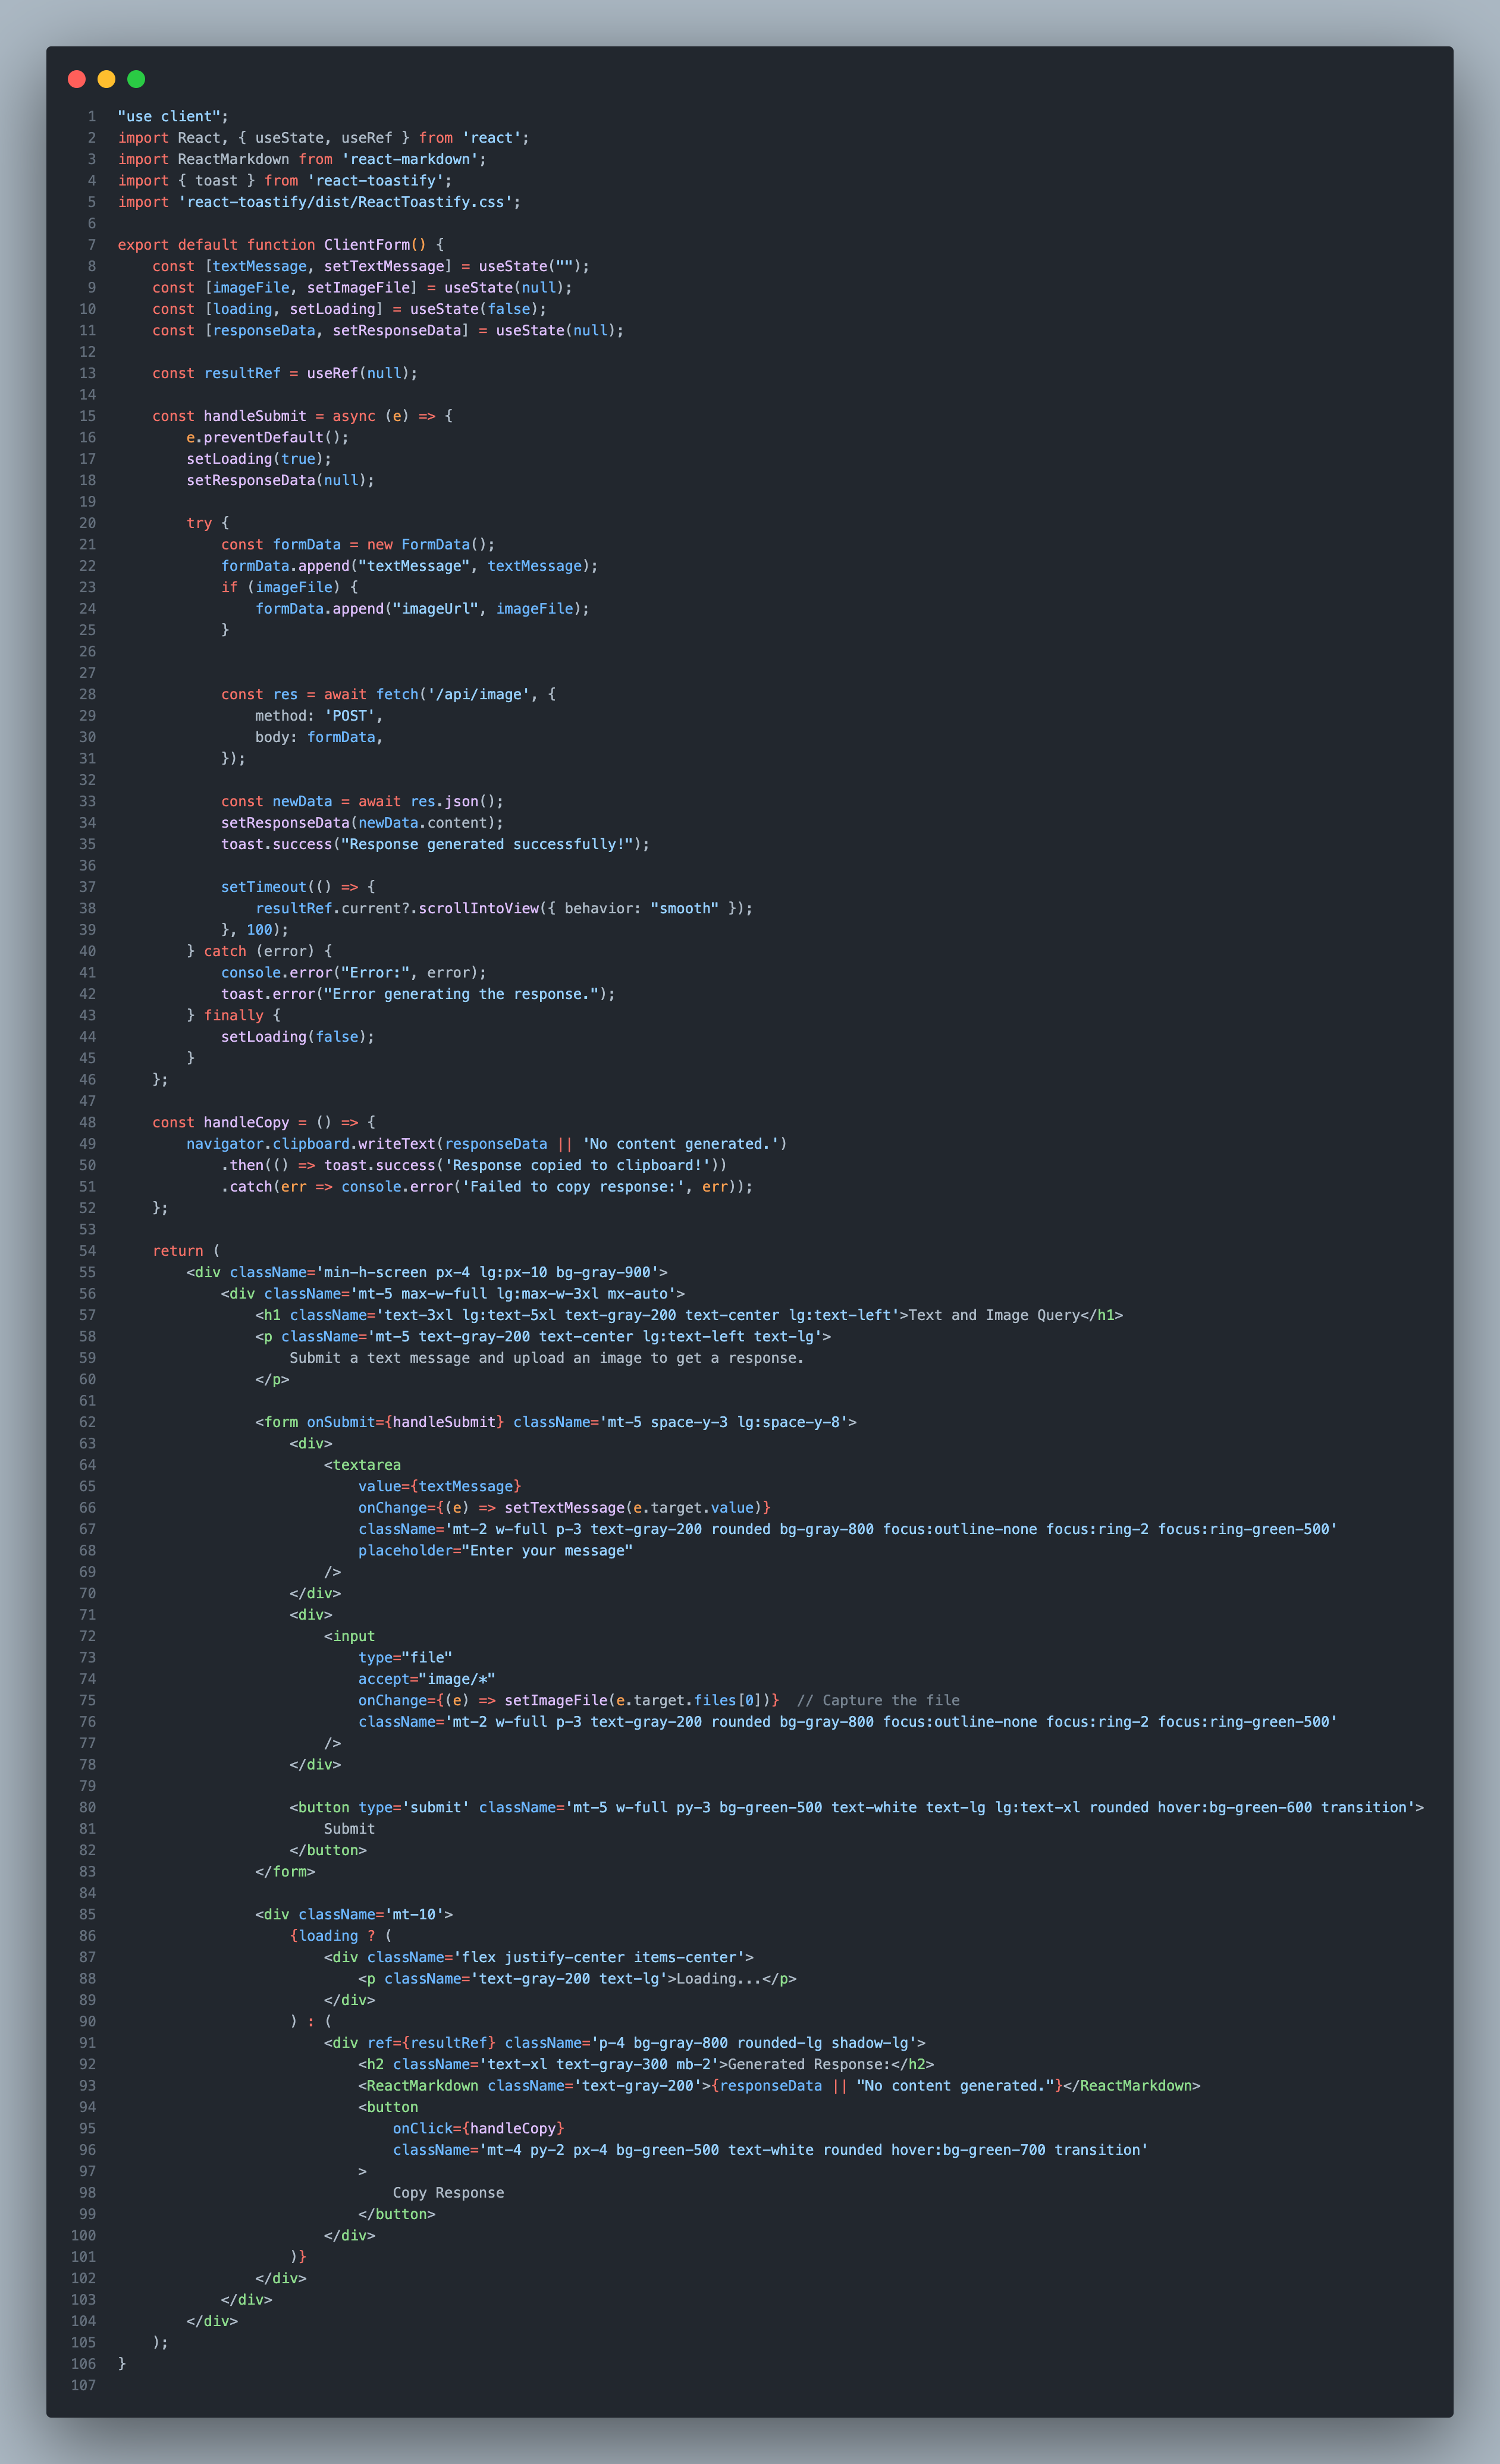 1 "use client";
2 import React, { useState, useRef } from 'react';
3 import ReactMarkdown from 'react-markdown';
4 import { toast } from 'react-toastify';
5 import 'react-toastify/dist/ReactToastify.css';
6
7 export default function ClientForm() {
8     const [textMessage, setTextMessage] = useState("");
9     const [imageFile, setImageFile] = useState(null);
10     const [loading, setLoading] = useState(false);
11     const [responseData, setResponseData] = useState(null);
12
13     const resultRef = useRef(null);
14
15     const handleSubmit = async (e) => {
16         e.preventDefault();
17         setLoading(true);
18         setResponseData(null);
19
20         try {
21             const formData = new FormData();
22             formData.append("textMessage", textMessage);
23             if (imageFile) {
24                 formData.append("imageUrl", imageFile);
25             }
26
27
28             const res = await fetch('/api/image', {
29                 method: 'POST',
30                 body: formData,
31             });
32
33             const newData = await res.json();
34             setResponseData(newData.content);
35             toast.success("Response generated successfully!");
36
37             setTimeout(() => {
38                 resultRef.current?.scrollIntoView({ behavior: "smooth" });
39             }, 100);
40         } catch (error) {
41             console.error("Error:", error);
42             toast.error("Error generating the response.");
43         } finally {
44             setLoading(false);
45         }
46     };
47
48     const handleCopy = () => {
49         navigator.clipboard.writeText(responseData || 'No content generated.')
50             .then(() => toast.success('Response copied to clipboard!'))
51             .catch(err => console.error('Failed to copy response:', err));
52     };
53
54     return (
55         <div className='min-h-screen px-4 lg:px-10 bg-gray-900'>
56             <div className='mt-5 max-w-full lg:max-w-3xl mx-auto'>
57                 <h1 className='text-3xl lg:text-5xl text-gray-200 text-center lg:text-left'>Text and Image Query</h1>
58                 <p className='mt-5 text-gray-200 text-center lg:text-left text-lg'>
59                     Submit a text message and upload an image to get a response.
60                 </p>
61
62                 <form onSubmit={handleSubmit} className='mt-5 space-y-3 lg:space-y-8'>
63                     <div>
64                         <textarea
65                             value={textMessage}
66                             onChange={(e) => setTextMessage(e.target.value)}
67                             className='mt-2 w-full p-3 text-gray-200 rounded bg-gray-800 focus:outline-none focus:ring-2 focus:ring-green-500'
68                             placeholder="Enter your message"
69                         />
70                     </div>
71                     <div>
72                         <input
73                             type="file"
74                             accept="image/*"
75                             onChange={(e) => setImageFile(e.target.files[0])}  // Capture the file
76                             className='mt-2 w-full p-3 text-gray-200 rounded bg-gray-800 focus:outline-none focus:ring-2 focus:ring-green-500'
77                         />
78                     </div>
79
80                     <button type='submit' className='mt-5 w-full py-3 bg-green-500 text-white text-lg lg:text-xl rounded hover:bg-green-600 transition'>
81                         Submit
82                     </button>
83                 </form>
84
85                 <div className='mt-10'>
86                     {loading ? (
87                         <div className='flex justify-center items-center'>
88                             <p className='text-gray-200 text-lg'>Loading...</p>
89                         </div>
90                     ) : (
91                         <div ref={resultRef} className='p-4 bg-gray-800 rounded-lg shadow-lg'>
92                             <h2 className='text-xl text-gray-300 mb-2'>Generated Response:</h2>
93                             <ReactMarkdown className='text-gray-200'>{responseData || "No content generated."}</ReactMarkdown>
94                             <button
95                                 onClick={handleCopy}
96                                 className='mt-4 py-2 px-4 bg-green-500 text-white rounded hover:bg-green-700 transition'
97                             >
98                                 Copy Response
99                             </button>
100                         </div>
101                     )}
102                 </div>
103             </div>
104         </div>
105     );
106 }
107